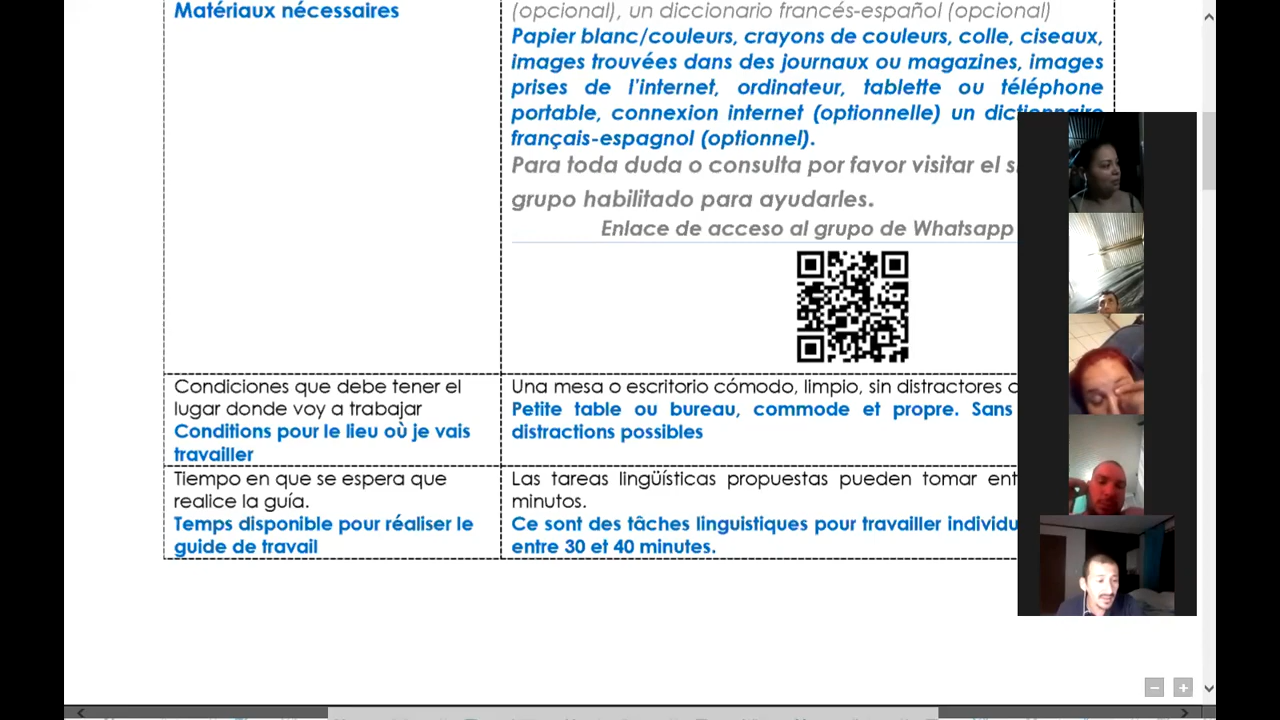 Matériaux nécessaires
(opcional), un diccionario francés-español (opcional)
Papier blanc/couleurs, crayons de couleurs, colle, ciseaux,
images trouvées dans des journaux ou magazines, images
prises de l'internet, ordinateur, tablette ou téléphone
portable, connexion internet (optionnelle) un dictionnaire
français-espagnol (optionnel).
Para toda duda o consulta por favor visitar el
grupo habilitado para ayudarles.
Enlace de acceso al grupo de Whatsapp
Condiciones que debe tener el
lugar donde voy a trabajar
Conditions pour le lieu où je vais
travailler
Una mesa o escritorio cómodo, limpio, sin distractores
Petite table ou bureau, commode et propre. Sans
distractions possibles
Tiempo en que se espera que
realice la guía.
Temps disponible pour réaliser le
guide de travail
Las tareas lingüísticas propuestas pueden tomar
minutos.
Ce sont des tâches linguistiques pour travailler
entre 30 et 40 minutes.